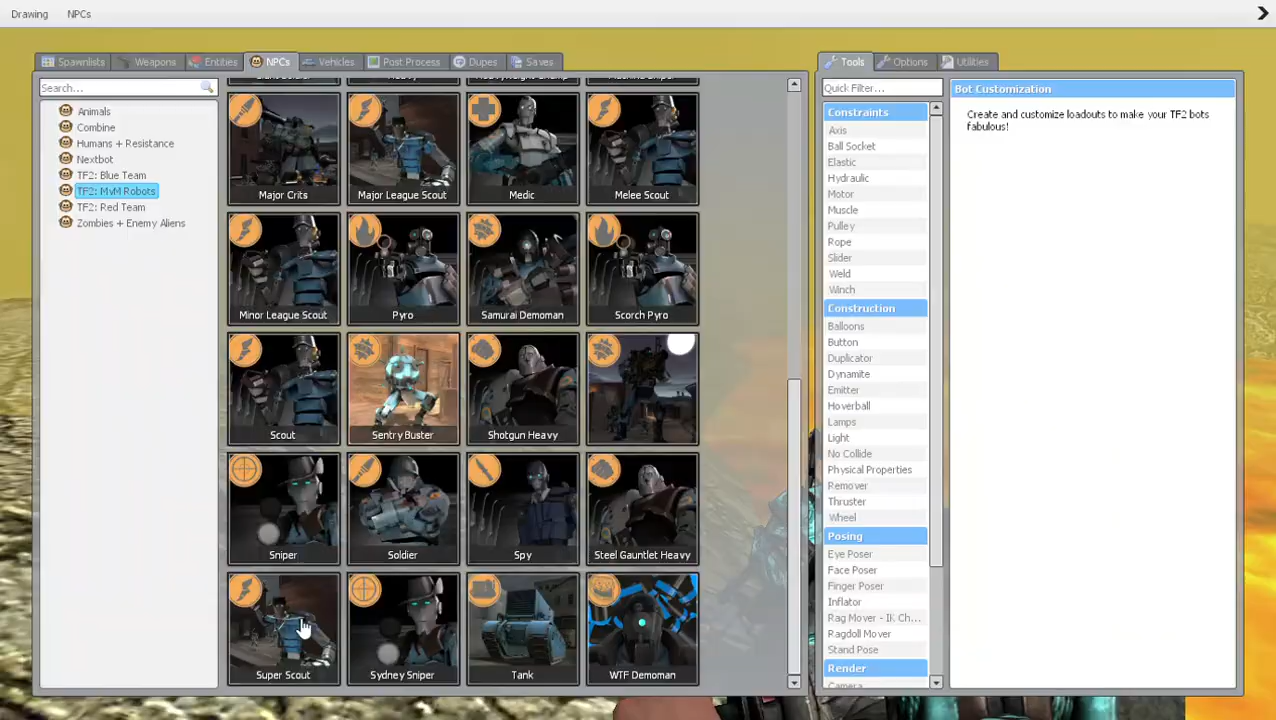 Drawing NPCs
Spawnlists Weapons Entities NPCs Vehicles Post Process Dupes Saves
Tools Options Utilities
Search...
Animals
Combine
Humans + Resistance
Nextbot
TF2: Blue Team
TF2: MvM Robots
TF2: Red Team
Zombies + Enemy Aliens
Major Crits
Major League Scout
Medic
Melee Scout
Minor League Scout
Pyro
Samurai Demoman
Scorch Pyro
Scout
Sentry Buster
Shotgun Heavy
Sniper
Soldier
Spy
Steel Gauntlet Heavy
Super Scout
Sydney Sniper
Tank
WTF Demoman
Quick Filter...
Constraints
Axis
Ball Socket
Elastic
Hydraulic
Motor
Muscle
Pulley
Rope
Slider
Weld
Winch
Construction
Balloons
Button
Duplicator
Dynamite
Emitter
Hoverball
Lamps
Light
No Collide
Physical Properties
Remover
Thruster
Wheel
Posing
Eye Poser
Face Poser
Finger Poser
Inflator
Rag Mover - IK Ch...
Ragdoll Mover
Stand Pose
Render
Camera
Bot Customization
Create and customize loadouts to make your TF2 bots
fabulous!